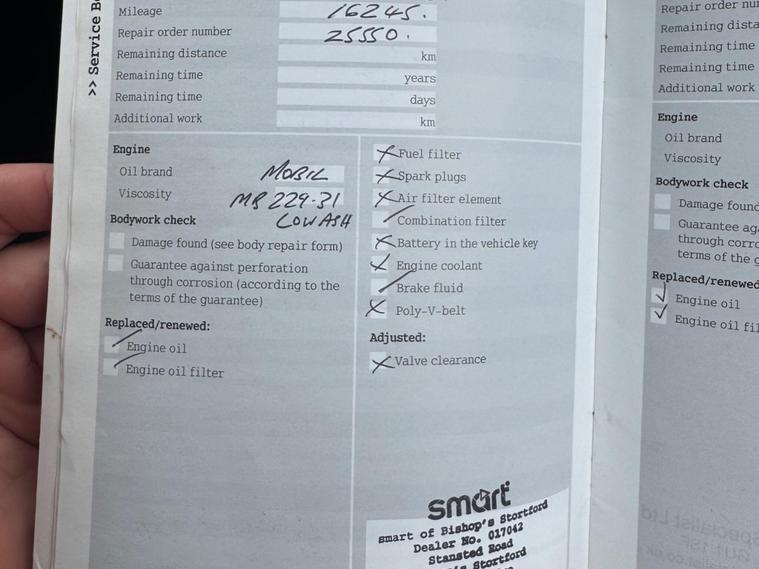 >> Service Bo
Mileage 16245.
Repair order number 25550.
Remaining distance km
Remaining time years
Remaining time days
Additional work km
Engine
Oil brand MOBIL
Viscosity MB 229.31
LOW ASH
Bodywork check
Damage found (see body repair form)
Guarantee against perforation
through corrosion (according to the
terms of the guarantee)
Replaced/renewed:
Engine oil
Engine oil filter
Fuel filter
Spark plugs
Air filter element
Combination filter
Battery in the vehicle key
Engine coolant
Brake fluid
Poly-V-belt
Adjusted:
Valve clearance
smart
smart of Bishop's Stortford
Dealer No. 017042
Stansted Road
Stortford
Repair order nu
Remaining dista
Remaining time
Remaining time
Additional work
Engine
Oil brand
Viscosity
Bodywork check
Damage found
Guarantee aga
through corro
terms of the g
Replaced/renewed
Engine oil
Engine oil fil